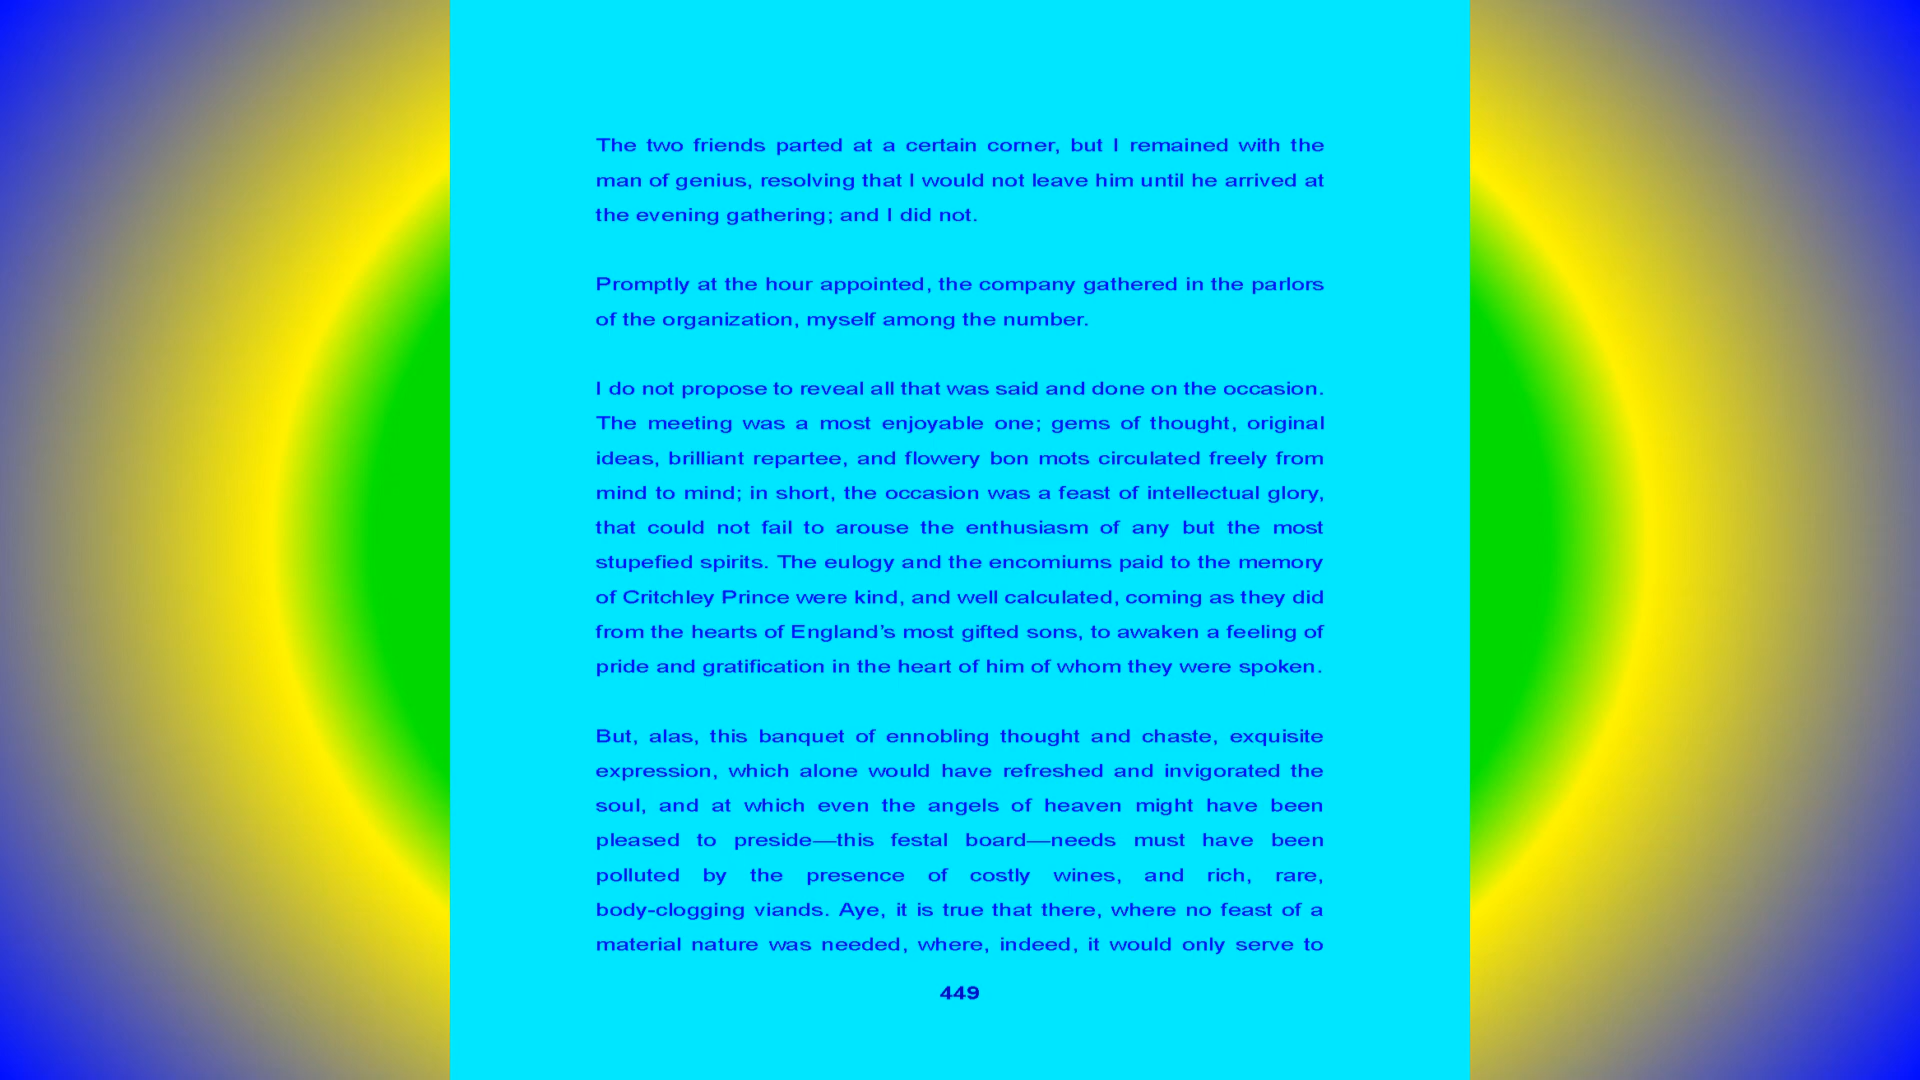 The two friends parted at a certain corner, but I remained with the
man of genius, resolving that I would not leave him until he arrived at
the evening gathering; and I did not.
Promptly at the hour appointed, the company gathered in the parlors
of the organization, myself among the number.
I do not propose to reveal all that was said and done on the occasion.
The meeting was a most enjoyable one; gems of thought, original
ideas, brilliant repartee, and flowery bon mots circulated freely from
mind to mind; in short, the occasion was a feast of intellectual glory,
that could not fail to arouse the enthusiasm of any but the most
stupefied spirits. The eulogy and the encomiums paid to the memory
of Critchley Prince were kind, and well calculated, coming as they did
from the hearts of England’s most gifted sons, to awaken a feeling of
pride and gratification in the heart of him of whom they were spoken.
But, alas, this banquet of ennobling thought and chaste, exquisite
expression, which alone would have refreshed and invigorated the
soul, and at which even the angels of heaven might have been
pleased to preside—this festal board—needs must have been
polluted by the presence of costly wines, and rich, rare,
body-clogging viands. Aye, it is true that there, where no feast of a
material nature was needed, where, indeed, it would only serve to
449